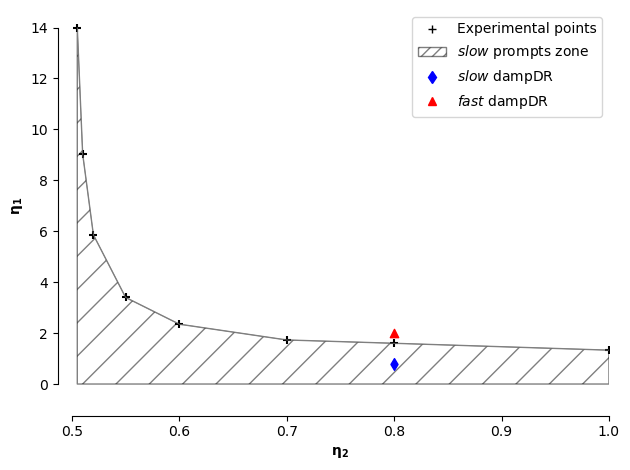 14
12
10
8
6
4
2
0
η1
Experimental points
slow prompts zone
slow dampDR
fast dampDR
0.5 0.6 0.7 0.8 0.9 1.0
η2